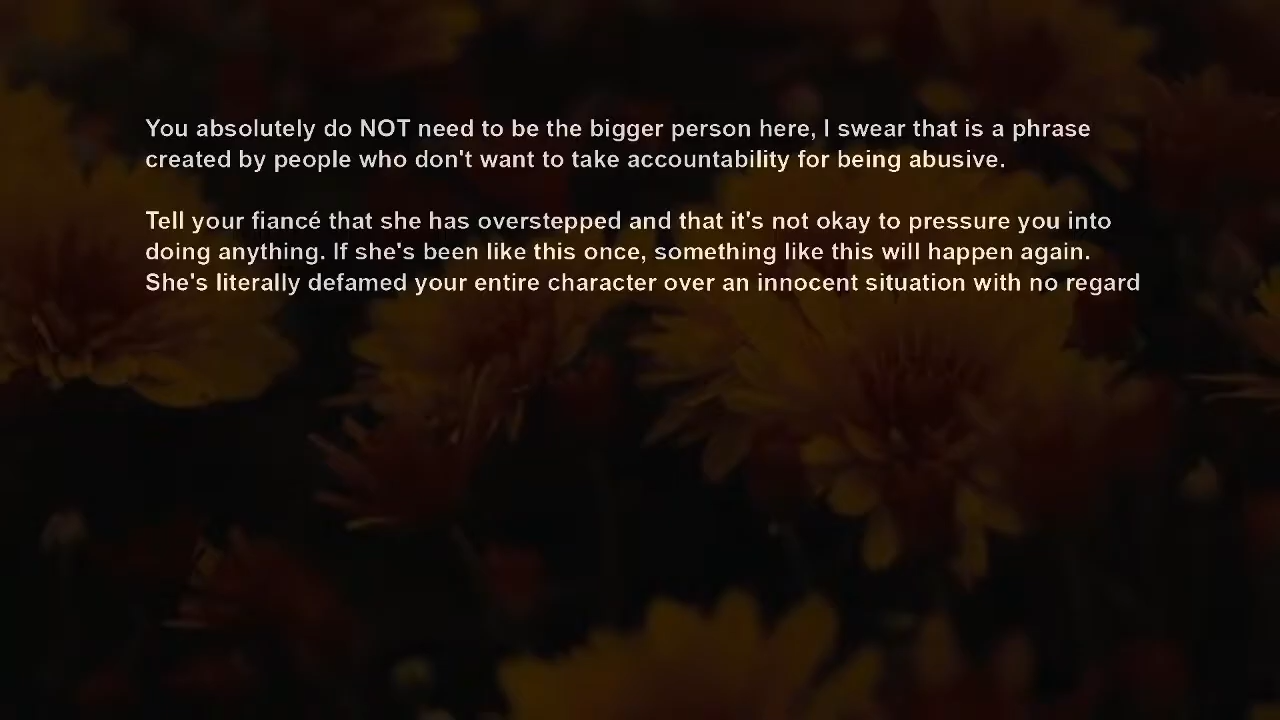 You absolutely do NOT need to be the bigger person here, I swear that is a phrase
created by people who don't want to take accountability for being abusive.
Tell your fiancé that she has overstepped and that it's not okay to pressure you into
doing anything. If she's been like this once, something like this will happen again.
She's literally defamed your entire character over an innocent situation with no regard